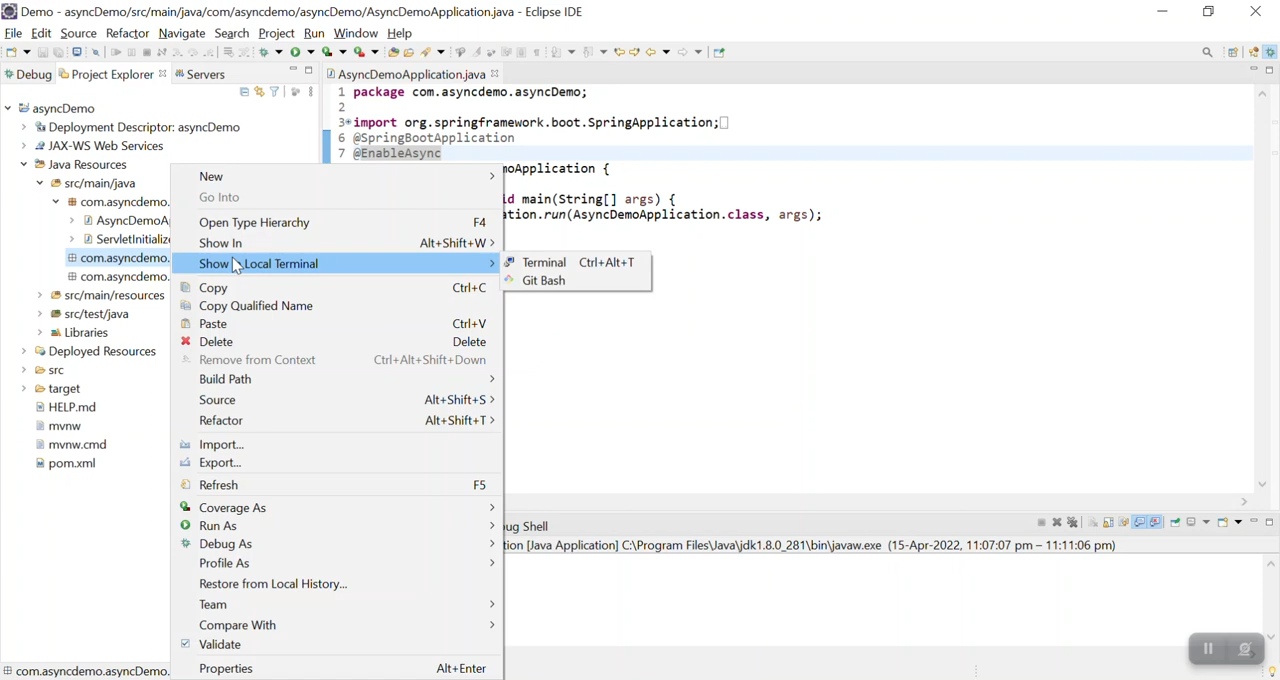 Demo - asyncDemo/src/main/java/com/asyncdemo/asyncDemo/AsyncDemoApplication.java - Eclipse IDE
File Edit Source Refactor Navigate Search Project Run Window Help
Debug Project Explorer Servers
AsyncDemoApplication.java
1 package com.asyncdemo.asyncDemo;
2
3 import org.springframework.boot.SpringApplication;
6 @SpringBootApplication
7 @EnableAsync
moApplication {
id main(String[] args) {
tion.run(AsyncDemoApplication.class, args);
asyncDemo
Deployment Descriptor: asyncDemo
JAX-WS Web Services
Java Resources
src/main/java
com.asyncdemo.
AsyncDemoA
ServletInitialize
com.asyncdemo.
com.asyncdemo.
src/main/resources
src/test/java
Libraries
Deployed Resources
src
target
HELP.md
mvnw
mvnw.cmd
pom.xml
New
Go Into
Open Type Hierarchy F4
Show In Alt+Shift+W
Show Local Terminal
Copy Ctrl+C
Copy Qualified Name
Paste Ctrl+V
Delete Delete
Remove from Context Ctrl+Alt+Shift+Down
Build Path
Source Alt+Shift+S
Refactor Alt+Shift+T
Import...
Export...
Refresh F5
Coverage As
Run As
Debug As
Profile As
Restore from Local History...
Team
Compare With
Validate
Properties Alt+Enter
Terminal Ctrl+Alt+T
Git Bash
ug Shell
tion [Java Application] C:\Program Files\Java\jdk1.8.0_281\bin\javaw.exe (15-Apr-2022, 11:07:07 pm – 11:11:06 pm)
com.asyncdemo.asyncDemo.